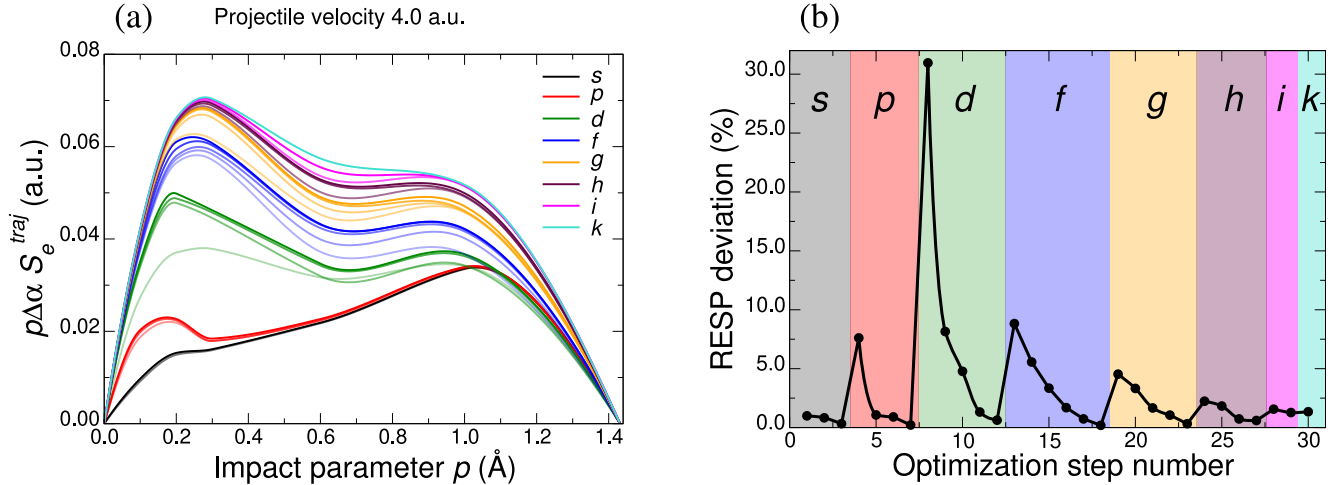 (a)
Projectile velocity 4.0 a.u.
0.08
0.06
0.04
0.02
0.00
pΔα S_e^traj (a.u.)
s
p
d
f
g
h
i
k
0.0 0.2 0.4 0.6 0.8 1.0 1.2 1.4
Impact parameter p (Å)
(b)
30.0
25.0
20.0
15.0
10.0
5.0
0.0
RESP deviation (%)
s p d f g h i k
0 5 10 15 20 25 30
Optimization step number